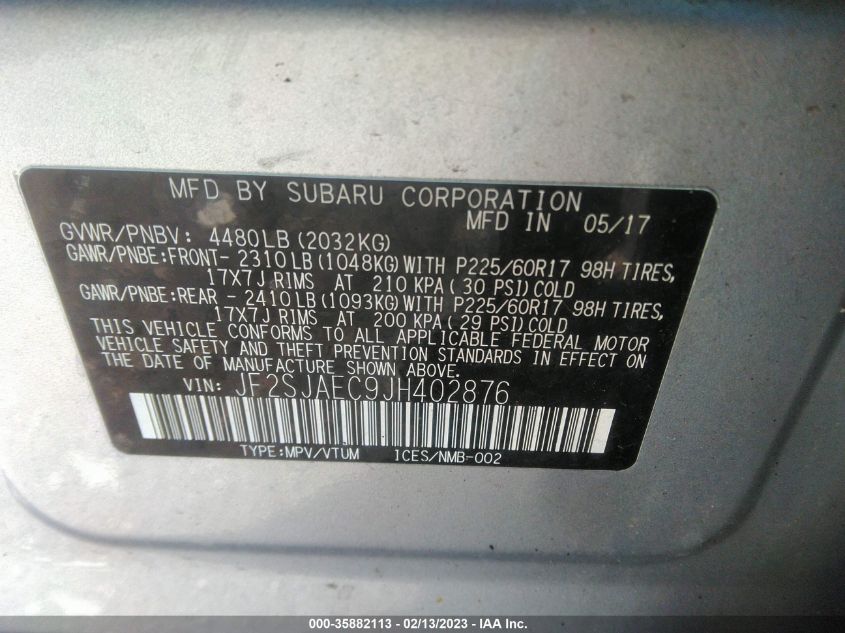 MFD BY SUBARU CORPORATION
MFD IN 05/17
GVWR/PNBV: 4480LB(2032KG)
GAWR/PNBE:FRONT- 2310LB(1048KG)WITH P225/60R17 98H TIRES,
17X7J RIMS AT 210 KPA(30 PSI)COLD
GAWR/PNBE:REAR - 2410LB(1093KG)WITH P225/60R17 98H TIRES,
17X7J RIMS AT 200 KPA(29 PSI)COLD
THIS VEHICLE CONFORMS TO ALL APPLICABLE FEDERAL MOTOR
VEHICLE SAFETY AND THEFT PREVENTION STANDARDS IN EFFECT ON
THE DATE OF MANUFACTURE SHOWN ABOVE.
VIN: JF2SJAEC9JH402876
TYPE:MPV/VTUM ICES/NMB-002
000-35882113 - 02/13/2023 - IAA Inc.